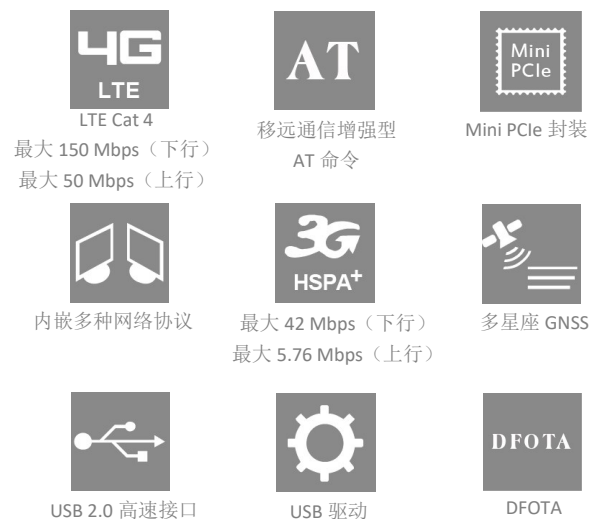 4G
LTE
LTE Cat 4
最大 150 Mbps（下行）
最大 50 Mbps（上行）
AT
移远通信增强型
AT 命令
Mini
PCIe
Mini PCIe 封装
内嵌多种网络协议
3G
HSPA+
最大 42 Mbps（下行）
最大 5.76 Mbps（上行）
多星座 GNSS
USB 2.0 高速接口
USB 驱动
DFOTA
DFOTA